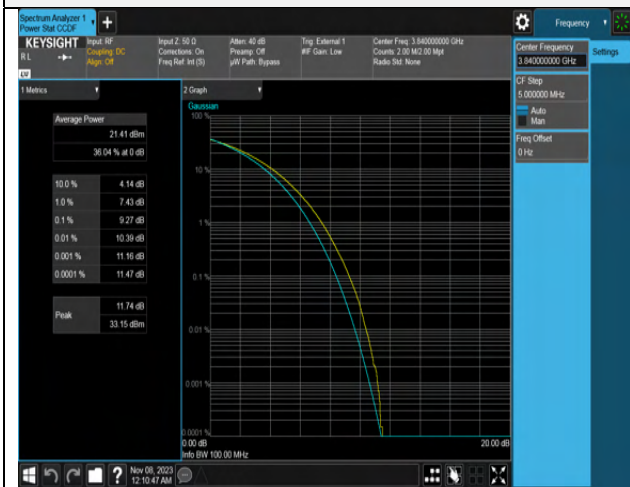 Spectrum Analyzer 1
Power Stat CCDF
Frequency
KEYSIGHT
Input: RF
Input Z: 50 Ω
Atten: 40 dB
Trig: External 1
Center Freq: 3.840000000 GHz
RL
Coupling: DC
Corrections: On
Preamp: Off
#IF Gain: Low
Counts: 2.00 M/2.00 Mpt
Align: Off
Freq Ref: Int (S)
µW Path: Bypass
Radio Std: None
Center Frequency
3.840000000 GHz
Settings
CF Step
5.000000 MHz
Auto
Man
Freq Offset
0 Hz
1 Metrics
Average Power
21.41 dBm
36.04 % at 0 dB
10.0 % 4.14 dB
1.0 % 7.43 dB
0.1 % 9.27 dB
0.01 % 10.39 dB
0.001 % 11.16 dB
0.0001 % 11.47 dB
Peak
11.74 dB
33.15 dBm
2 Graph
Gaussian
100 %
10 %
1 %
0.1 %
0.01 %
0.001 %
0.0001 %
0.00 dB
20.00 dB
Info BW 100.00 MHz
?
Nov 08, 2023
12:10:47 AM